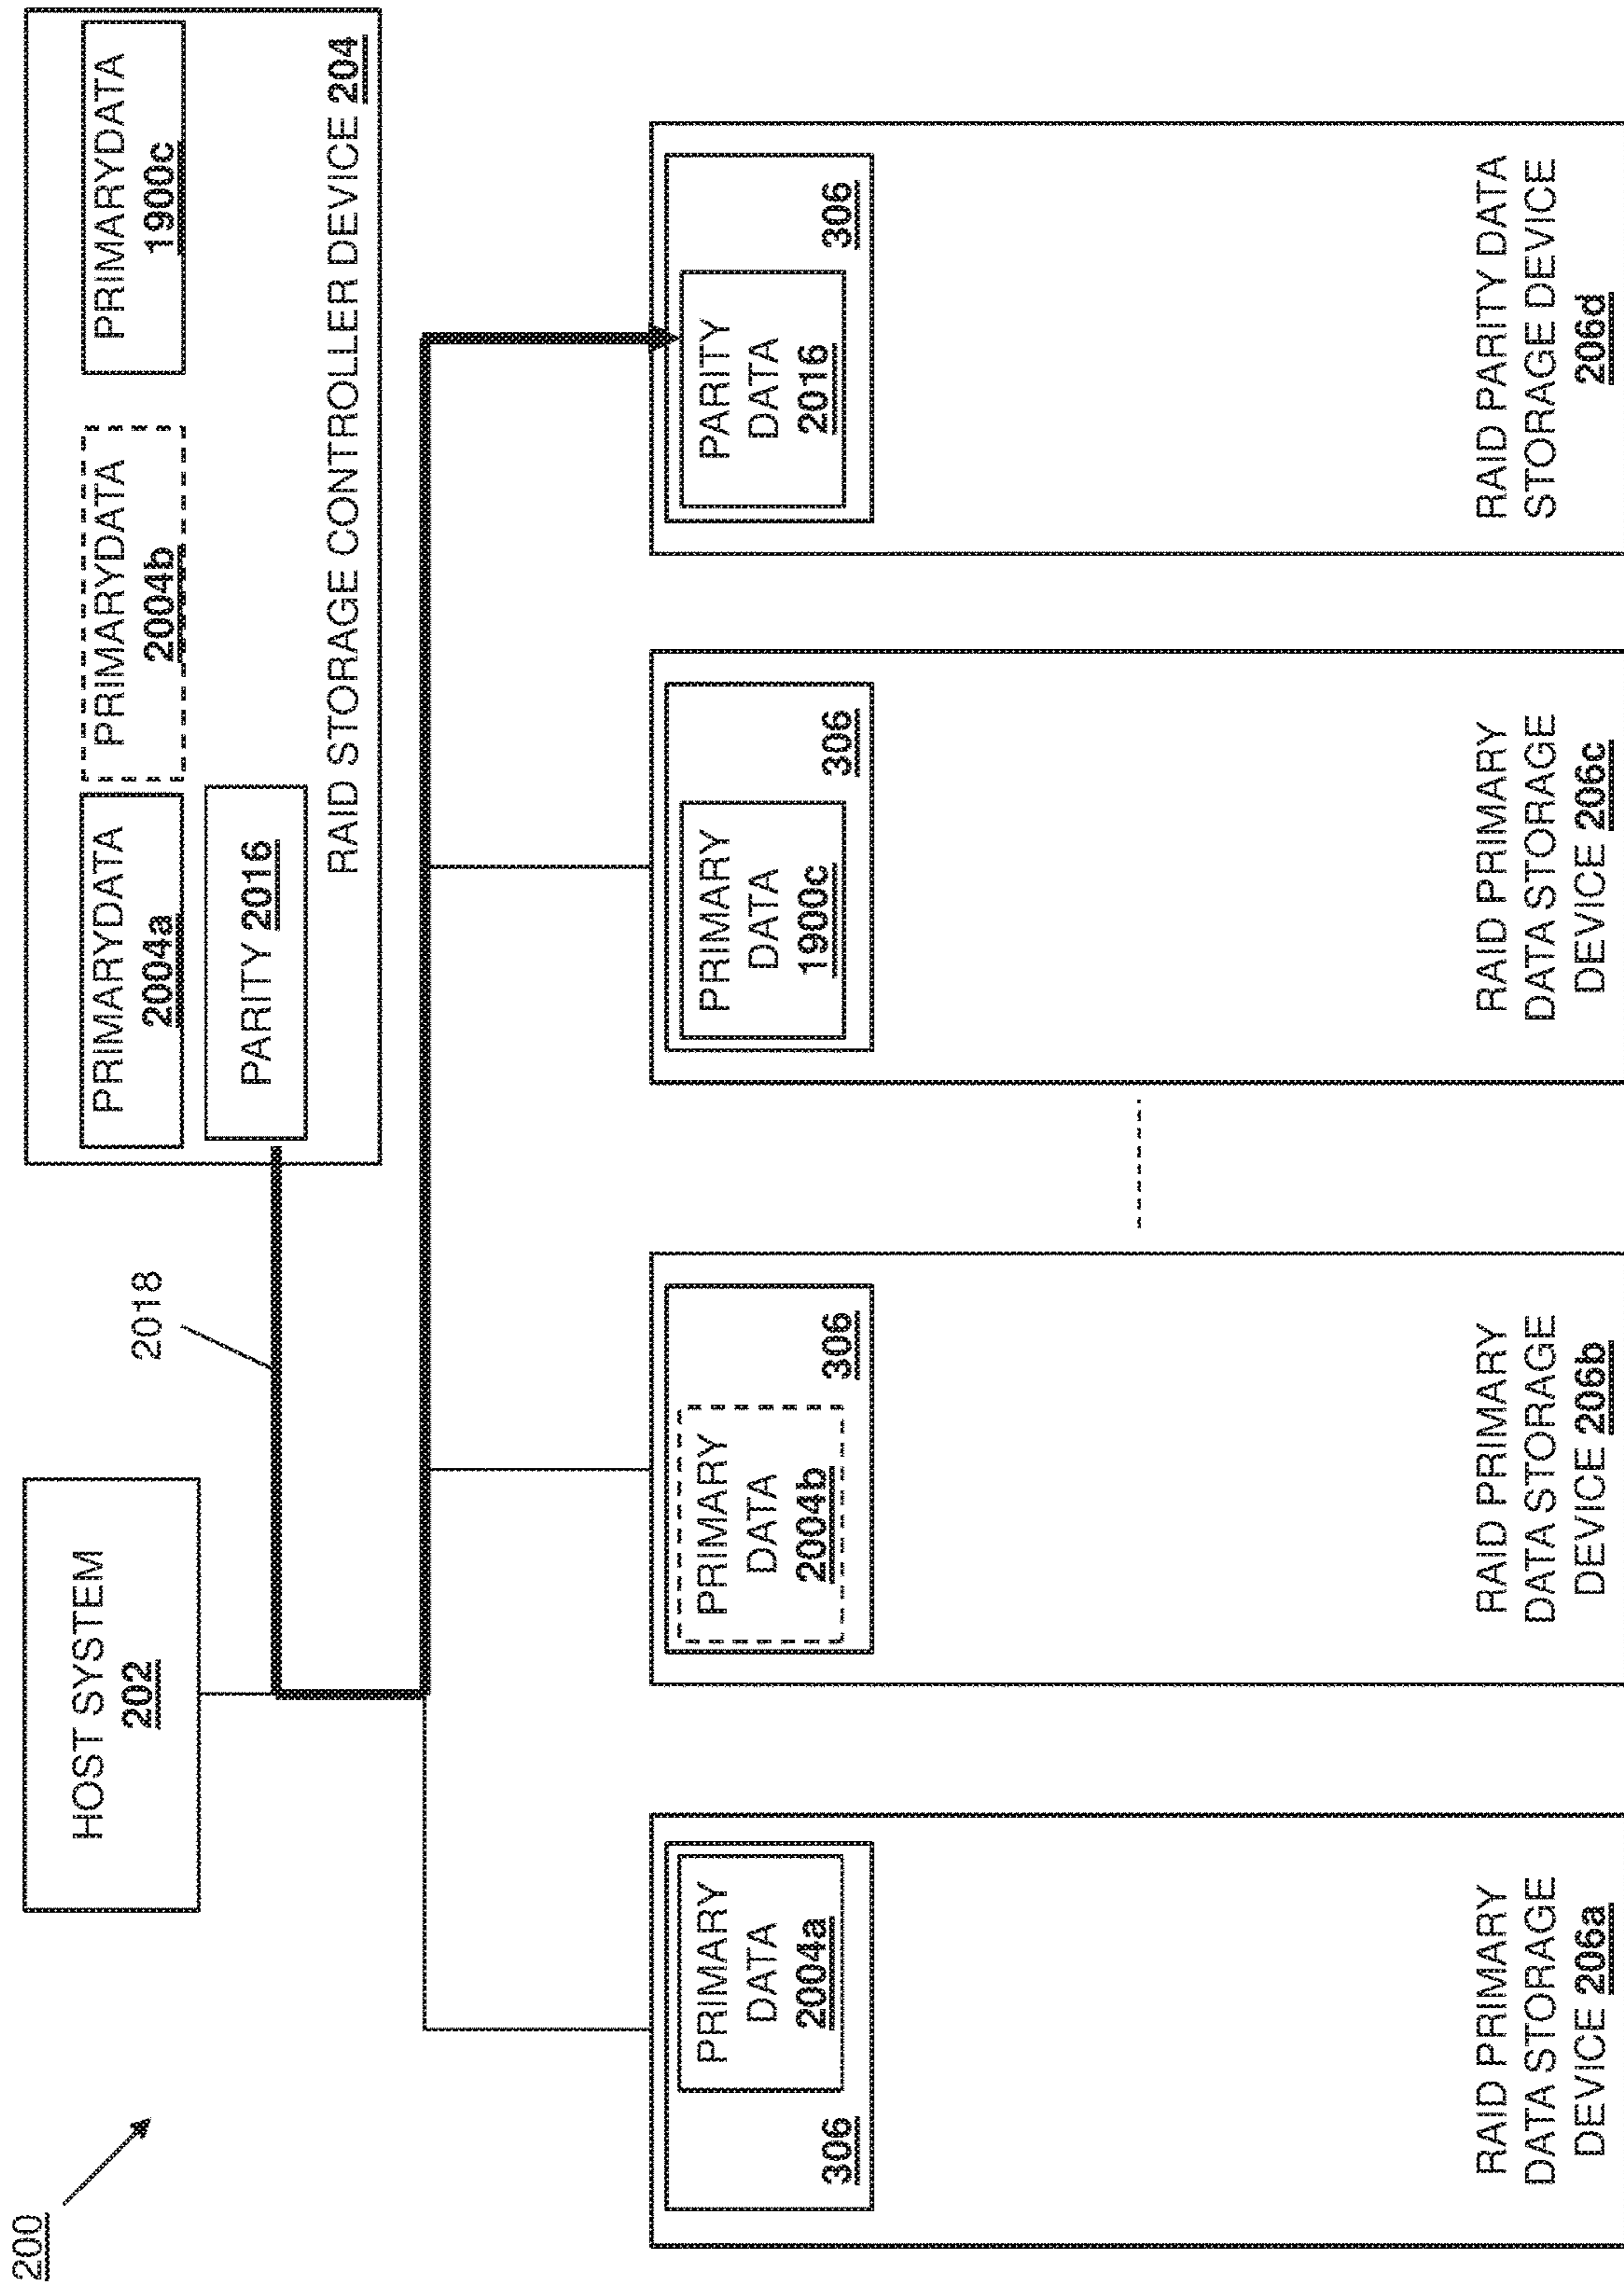 200
HOST SYSTEM
202
2018
PRIMARYDATA
2004a
PRIMARYDATA
2004b
PRIMARYDATA
1900c
PARITY 2016
RAID STORAGE CONTROLLER DEVICE 204
306
PRIMARY
DATA
2004a
RAID PRIMARY
DATA STORAGE
DEVICE 206a
PRIMARY
DATA
2004b
306
RAID PRIMARY
DATA STORAGE
DEVICE 206b
PRIMARY
DATA
1900c
306
RAID PRIMARY
DATA STORAGE
DEVICE 206c
PARITY
DATA
2016
306
RAID PARITY DATA
STORAGE DEVICE
206d